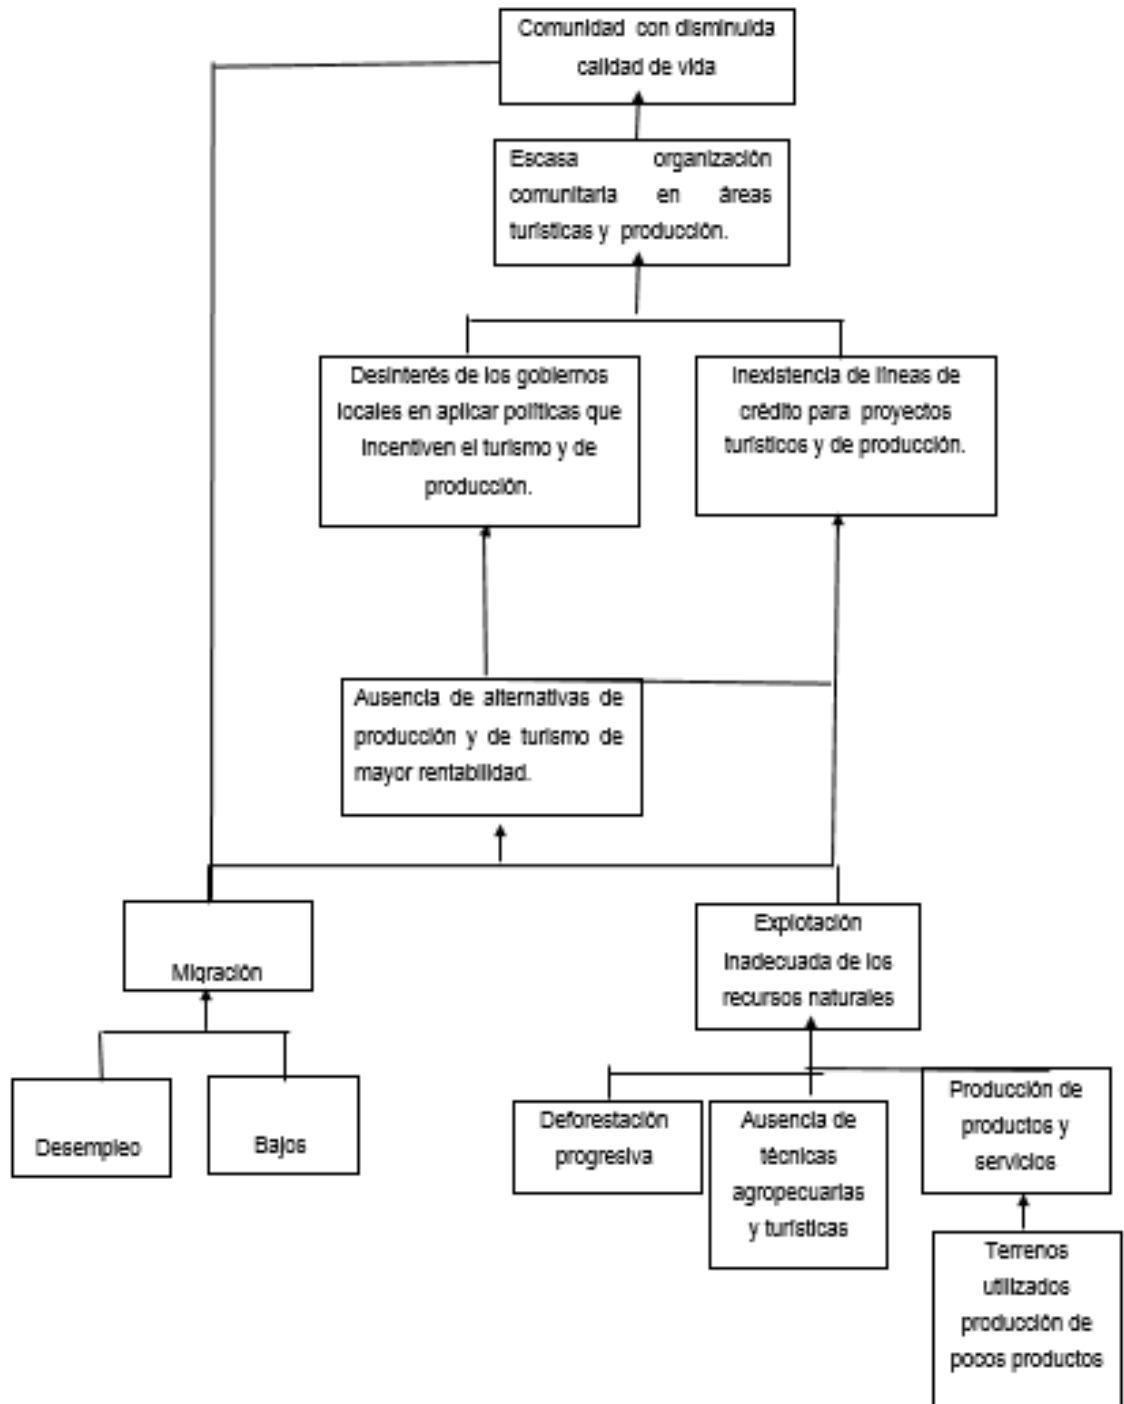 Comunidad con disminuida
calidad de vida
Escasa organización
comunitaria en áreas
turísticas y producción.
Desinterés de los gobiernos
locales en aplicar políticas que
incentiven el turismo y de
producción.
Inexistencia de líneas de
crédito para proyectos
turísticos y de producción.
Ausencia de alternativas de
producción y de turismo de
mayor rentabilidad.
Migración
Explotación
inadecuada de los
recursos naturales
Desempleo
Bajos
Deforestación
progresiva
Ausencia de
técnicas
agropecuarias
y turísticas
Producción de
productos y
servicios
Terrenos
utilizados
producción de
pocos productos